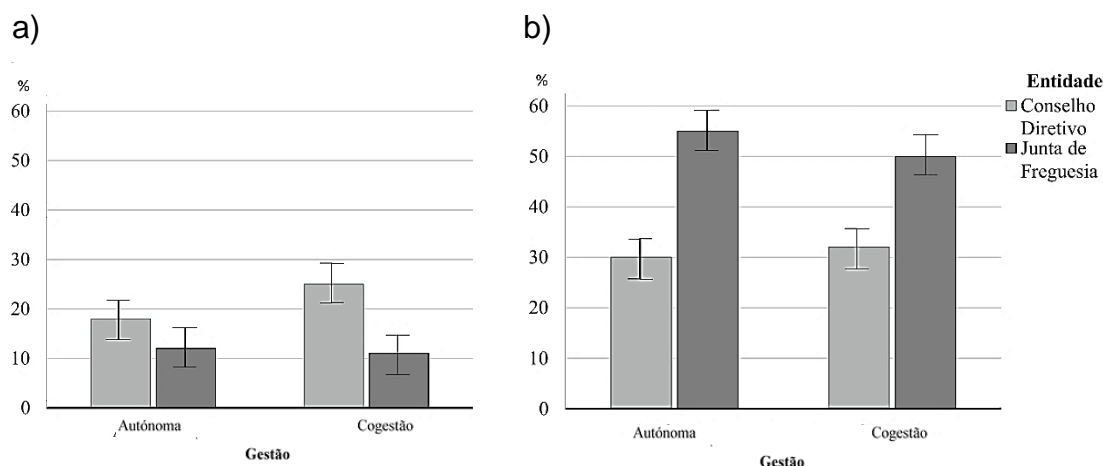 a)
%
60
50
40
30
20
10
0
Autónoma
Cogestão
Gestão
b)
%
60
50
40
30
20
10
0
Autónoma
Cogestão
Gestão
Entidade
Conselho
Diretivo
Junta de
Freguesia